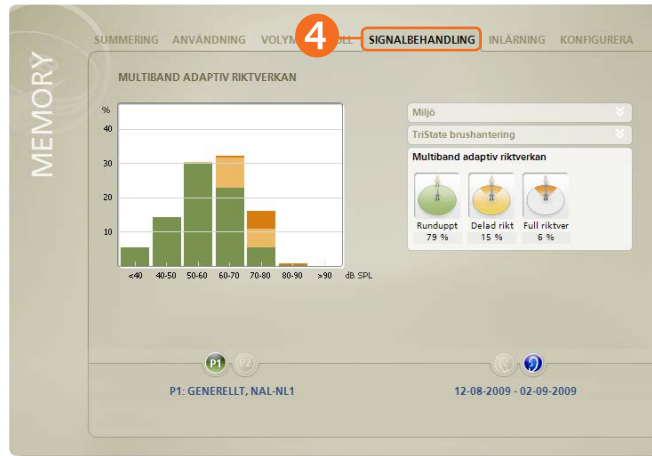 MEMORY
SUMMERING ANVÄNDNING VOLYM 4 SIGNALBEHANDLING INLÄRNING KONFIGURERA
MULTIBAND ADAPTIV RIKTVERKAN
%
40
30
20
10
<40 40-50 50-60 60-70 70-80 80-90 >90 dB SPL
Miljö
TriState brushantering
Multiband adaptiv riktverkan
Runduppt Delad rikt Full riktver
79 % 15 % 6 %
P1 P2
P1: GENERELLT, NAL-NL1
12-08-2009 - 02-09-2009